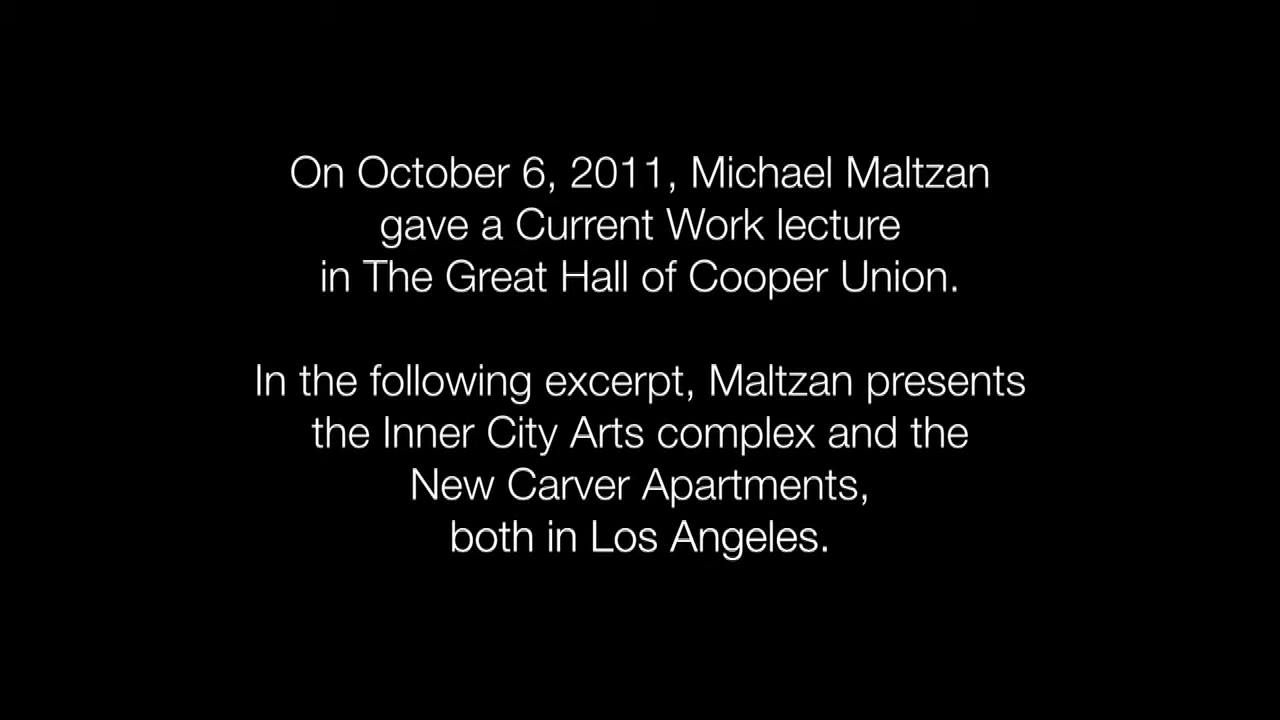 On October 6, 2011, Michael Maltzan
gave a Current Work lecture
in The Great Hall of Cooper Union.
In the following excerpt, Maltzan presents
the Inner City Arts complex and the
New Carver Apartments,
both in Los Angeles.